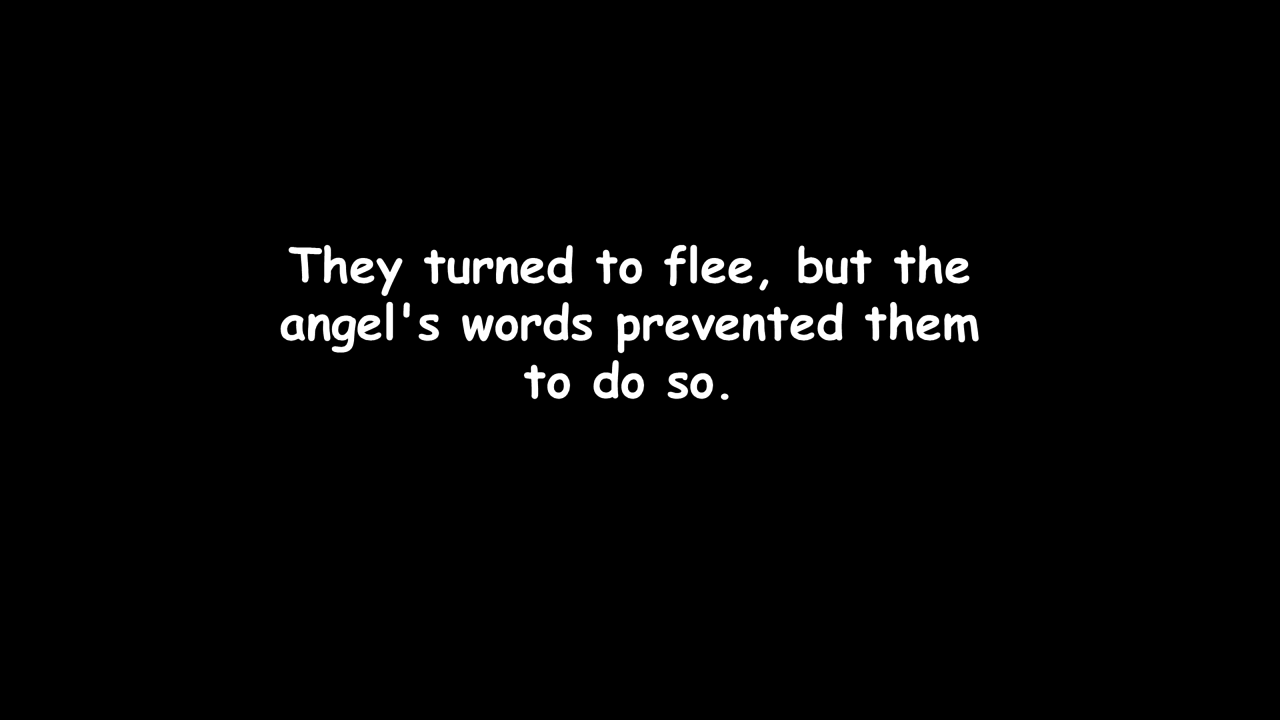 They turned to flee, but the
angel's words prevented them
to do so.